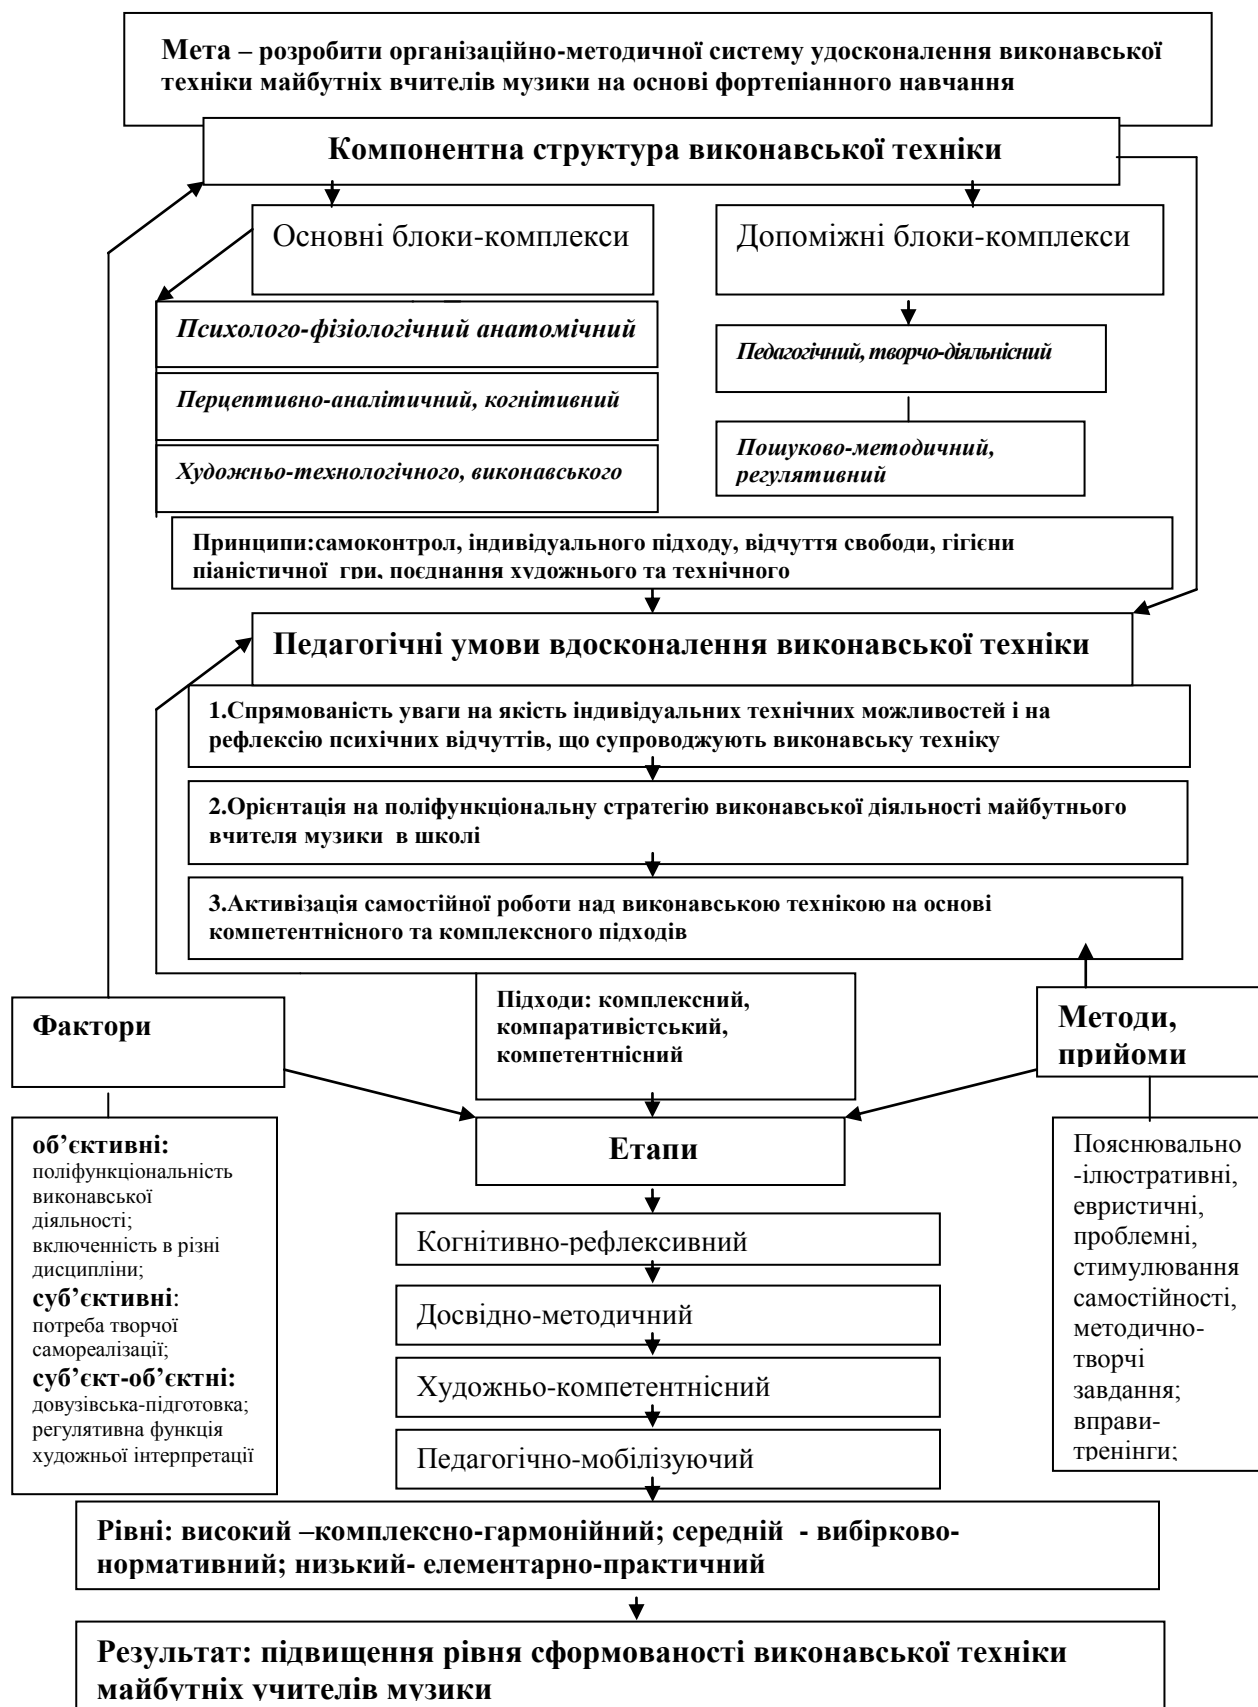 Мета – розробити організаційно-методичної систему удосконалення виконавської
техніки майбутніх вчителів музики на основі фортепіанного навчання
Компонентна структура виконавської техніки
Основні блоки-комплекси
Допоміжні блоки-комплекси
Психолого-фізіологічний анатомічний
Перцептивно-аналітичний, когнітивний
Художньо-технологічного, виконавського
Педагогічний, творчо-діяльнісний
Пошуково-методичний,
регулятивний
Принципи:самоконтрол, індивідуального підходу, відчуття свободи, гігієни
піаністичної гри, поєднання художнього та технічного
Педагогічні умови вдосконалення виконавської техніки
1.Спрямованість уваги на якість індивідуальних технічних можливостей і на
рефлексію психічних відчуттів, що супроводжують виконавську техніку
2.Орієнтація на поліфункціональну стратегію виконавської діяльності майбутнього
вчителя музики в школі
3.Активізація самостійної роботи над виконавською технікою на основі
компетентнісного та комплексного підходів
Фактори
Підходи: комплексний,
компаративістський,
компетентнісний
Методи,
прийоми
об’єктивні:
поліфункціональність
виконавської
діяльності;
включенність в різні
дисципліни;
суб’єктивні:
потреба творчої
самореалізації;
суб’єкт-об’єктні:
довузівська-підготовка;
регулятивна функція
художньої інтерпретації
Етапи
Когнітивно-рефлексивний
Досвідно-методичний
Художньо-компетентнісний
Педагогічно-мобілізуючий
Пояснювально
-ілюстративні,
евристичні,
проблемні,
стимулювання
самостійності,
методично-
творчі
завдання;
вправи-
тренінги;
Рівні: високий –комплексно-гармонійний; середній - вибірково-
нормативний; низький- елементарно-практичний
Результат: підвищення рівня сформованості виконавської техніки
майбутніх учителів музики